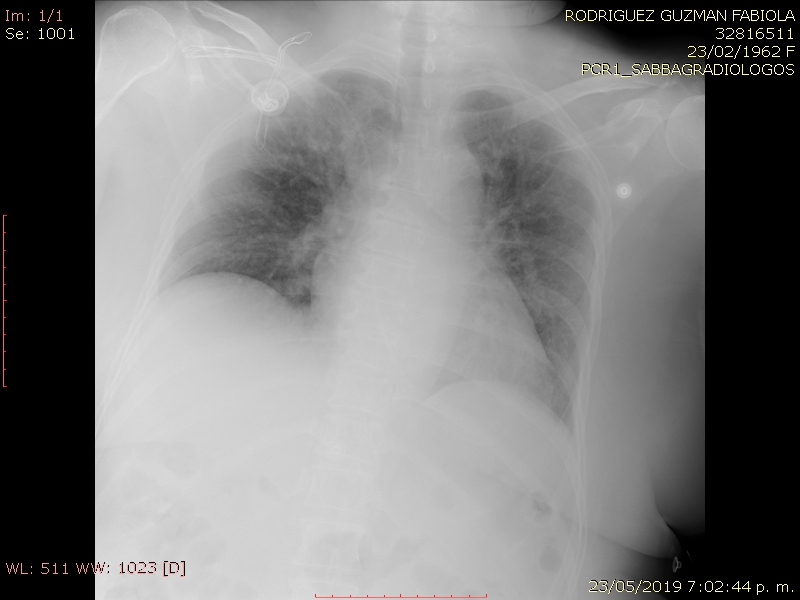 Im: 1/1
Se: 1001
RODRIGUEZ GUZMAN FABIOLA
32816511
23/02/1962 F
PCR1_SABBAGRADIOLOGOS
WL: 511 WW: 1023 [D]
23/05/2019 7:02:44 p. m.